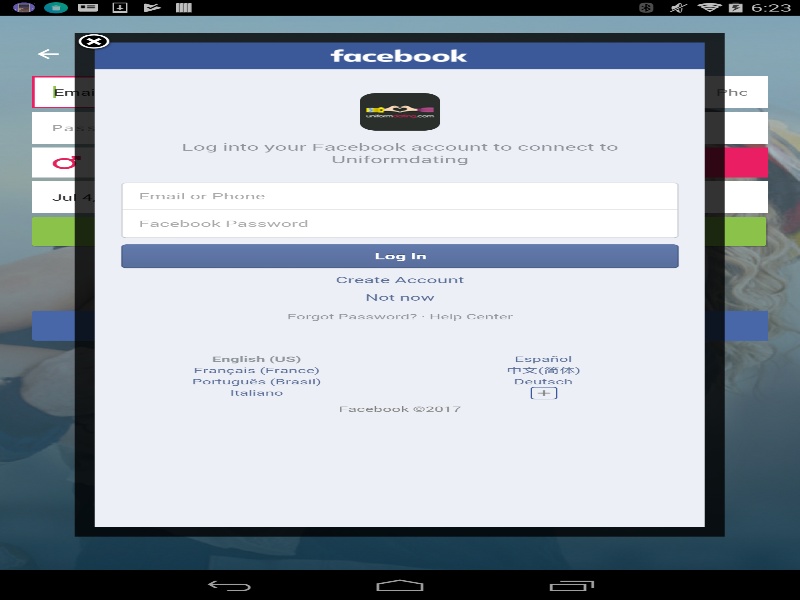 6:23
facebook
Emai
Pho
uniformdating.com
Log into your Facebook account to connect to
Uniformdating
Email or Phone
Facebook Password
Jul 4,
Log In
Create Account
Not now
Forgot Password? · Help Center
English (US)
Español
Français (France)
中文(简体)
Português (Brasil)
Deutsch
Italiano
Facebook ©2017